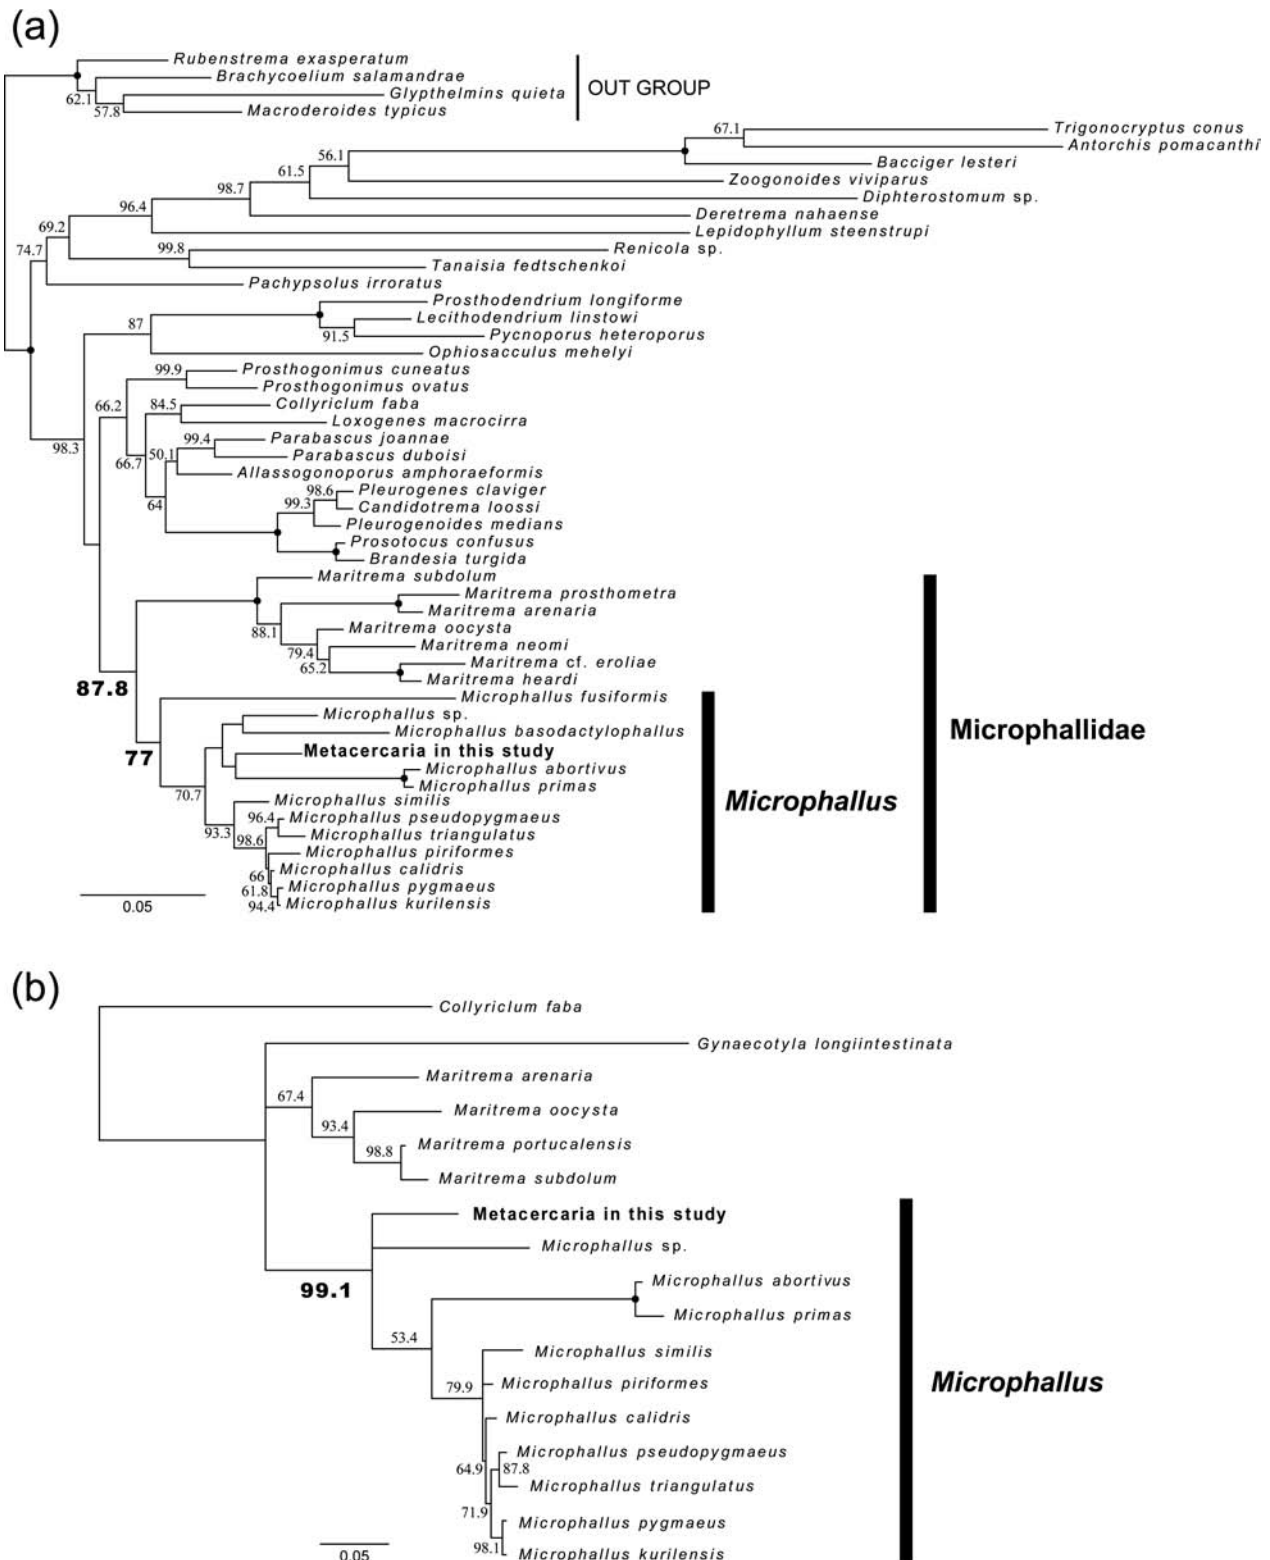 (a)
Rubenstrema exasperatum
Brachycoelium salamandrae
62.1
Glypthelmins quieta
57.8
Macroderoides typicus
OUT GROUP
67.1
Trigonocryptus conus
Antorchis pomacanthi
56.1
Bacciger lesteri
61.5
Zoogonoides viviparus
98.7
Diphterostomum sp.
96.4
Deretrema nahaense
69.2
Lepidophyllum steenstrupi
74.7
99.8
Renicola sp.
Tanaisia fedtschenkoi
Pachypsolus irroratus
Prosthodendrium longiforme
87
Lecithodendrium linstowi
91.5
Pycnoporus heteroporus
Ophiosacculus mehelyi
99.9
Prosthogonimus cuneatus
Prosthogonimus ovatus
66.2
84.5
Collyriclum faba
Loxogenes macrocirra
98.3
99.4
Parabascus joannae
66.7
50.1
Parabascus duboisi
Allassogonoporus amphoraeformis
98.6
Pleurogenes claviger
64
99.3
Candidotrema loossi
Pleurogenoides medians
Prosotocus confusus
Brandesia turgida
Maritrema subdolum
Maritrema prosthometra
Maritrema arenaria
88.1
Maritrema oocysta
79.4
Maritrema neomi
65.2
Maritrema cf. eroliae
Maritrema heardi
87.8
Microphallus fusiformis
Microphallus sp.
Microphallus basodactylophallus
77
Metacercaria in this study
Microphallus abortivus
Microphallus primas
70.7
Microphallus similis
96.4
Microphallus pseudopygmaeus
93.3
98.6
Microphallus triangulatus
Microphallus piriformes
66
Microphallus calidris
61.8
Microphallus pygmaeus
94.4
Microphallus kurilensis
Microphallus
Microphallidae
0.05
(b)
Collyriclum faba
Gynaecotyla longiintestinata
67.4
Maritrema arenaria
93.4
Maritrema oocysta
98.8
Maritrema portucalensis
Maritrema subdolum
Metacercaria in this study
Microphallus sp.
99.1
Microphallus abortivus
Microphallus primas
53.4
Microphallus similis
79.9
Microphallus piriformes
Microphallus calidris
Microphallus pseudopygmaeus
64.9
87.8
Microphallus triangulatus
71.9
Microphallus pygmaeus
98.1
Microphallus kurilensis
Microphallus
0.05